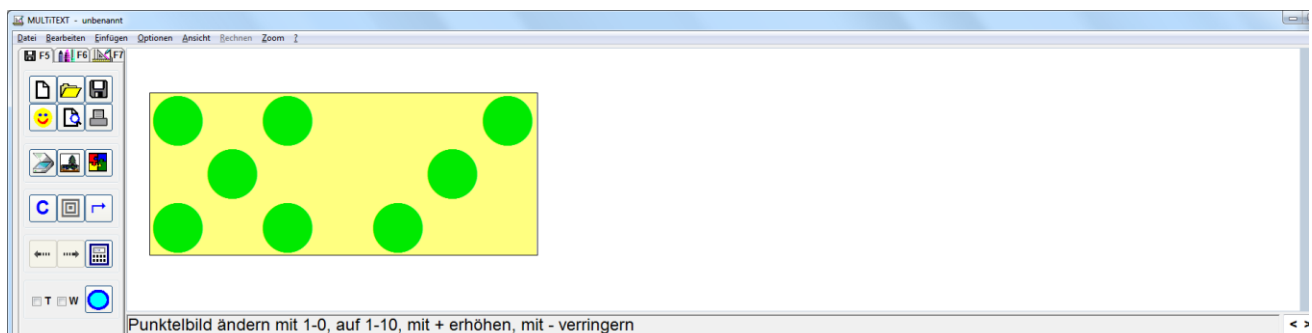 MULTiTEXT - unbenannt
Datei Bearbeiten Einfügen Optionen Ansicht Rechnen Zoom ?
F5 F6 F7
C
T W
Punktelbild ändern mit 1-0, auf 1-10, mit + erhöhen, mit - verringern
< >